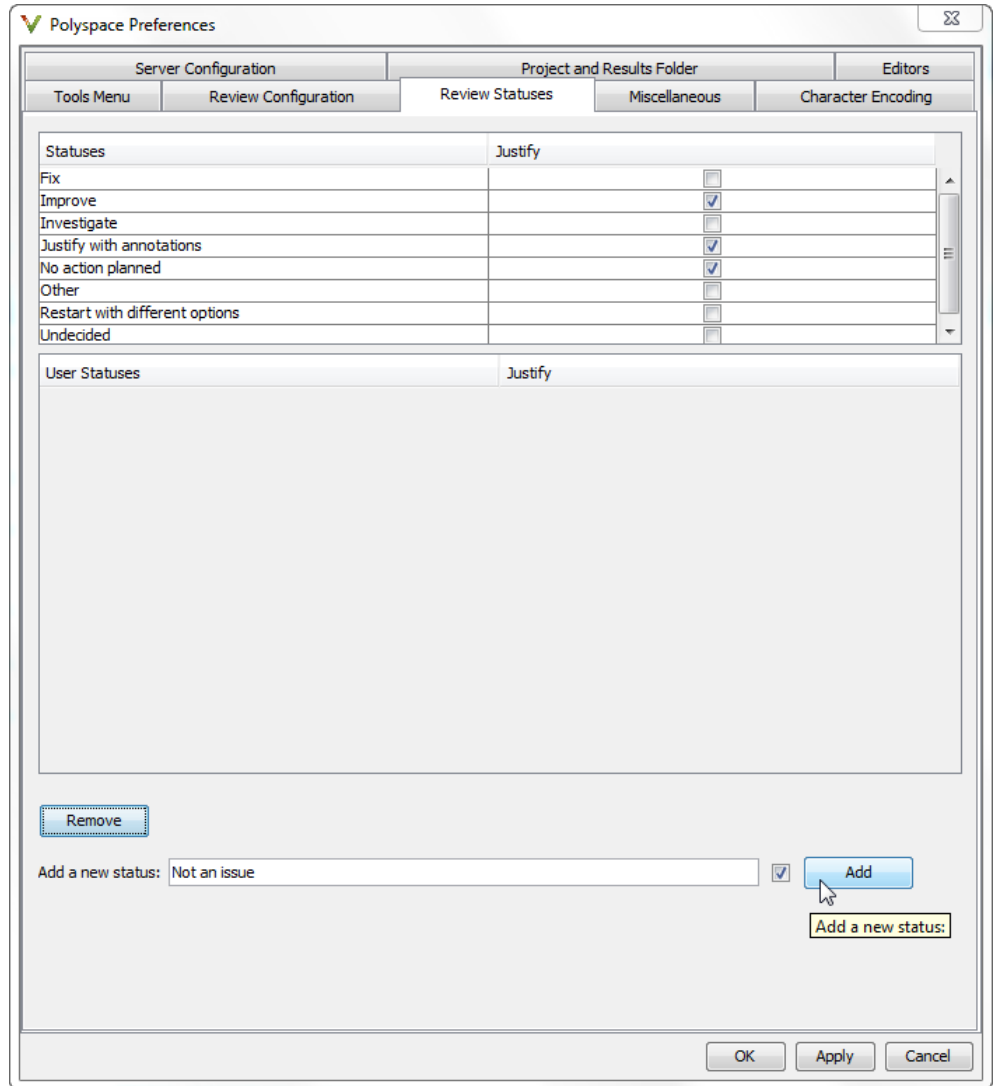 Polyspace Preferences
Server Configuration Project and Results Folder Editors
Tools Menu Review Configuration Review Statuses Miscellaneous Character Encoding
Statuses Justify
Fix
Improve
Investigate
Justify with annotations
No action planned
Other
Restart with different options
Undecided
User Statuses Justify
Remove
Add a new status: Not an issue Add
Add a new status:
OK Apply Cancel